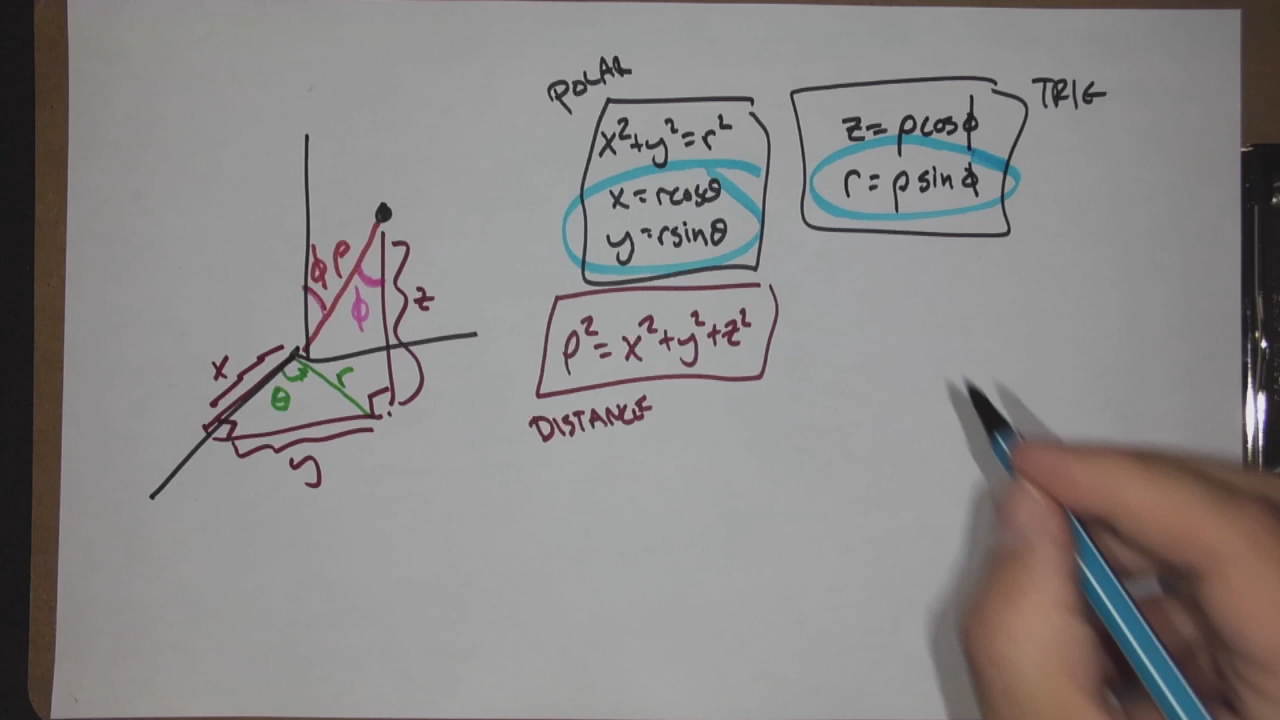 POLAR
x²+y²=r²
x=rcosθ
y=rsinθ
TRIG
z=ρcosϕ
r=ρsinϕ
ρ²=x²+y²+z²
DISTANCE
ϕ ρ
ϕ
z
x
θ
r
y